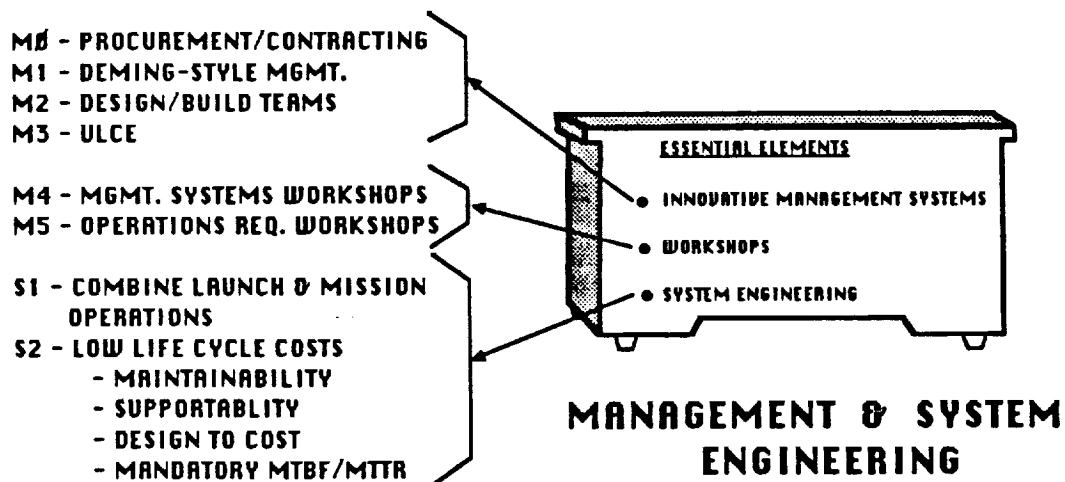 MØ - PROCUREMENT/CONTRACTING
M1 - DEMING-STYLE MGMT.
M2 - DESIGN/BUILD TEAMS
M3 - ULCE
M4 - MGMT. SYSTEMS WORKSHOPS
M5 - OPERATIONS REQ. WORKSHOPS
S1 - COMBINE LAUNCH & MISSION
OPERATIONS
S2 - LOW LIFE CYCLE COSTS
- MAINTAINABILITY
- SUPPORTABLITY
- DESIGN TO COST
- MANDATORY MTBF/MTTR
ESSENTIAL ELEMENTS
• INNOVATIVE MANAGEMENT SYSTEMS
• WORKSHOPS
• SYSTEM ENGINEERING
MANAGEMENT & SYSTEM
ENGINEERING